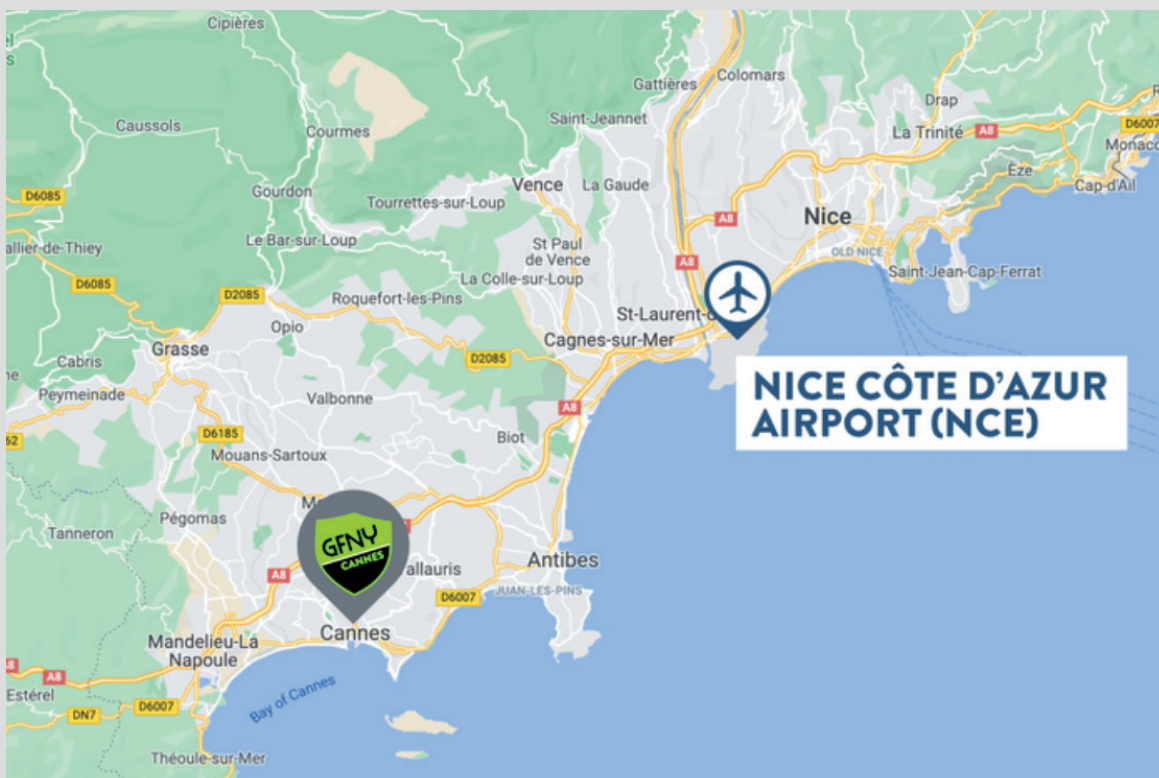 Cipières
Gattières
Colomars
Caussols
Courmes
Saint-Jeannet
Drap
La Trinité
A8
D6007
Monaco
D6085
Gourdon
Vence
La Gaude
Èze
Cap-d'Ail
Tourrettes-sur-Loup
A8
Nice
allier-de-Thiey
Le Bar-sur-Loup
St Paul
de Vence
A8
OLD NICE
D6085
D2085
Roquefort-les-Pins
La Colle-sur-Loup
Saint-Jean-Cap-Ferrat
Opio
St-Laurent-d
Grasse
Cagnes-sur-Mer
Cabris
D2085
NICE CÔTE D'AZUR
AIRPORT (NCE)
Peymeinade
Valbonne
A8
62
D6185
Biot
Mouans-Sartoux
Pégomas
GFNY
CANNES
Tanneron
Antibes
A8
allauris
D6007
JUAN-LES-PINS
Cannes
Mandelieu-La
Napoule
A8
Estérel
Bay of Cannes
DN7
D6007
Théoule-sur-Mer